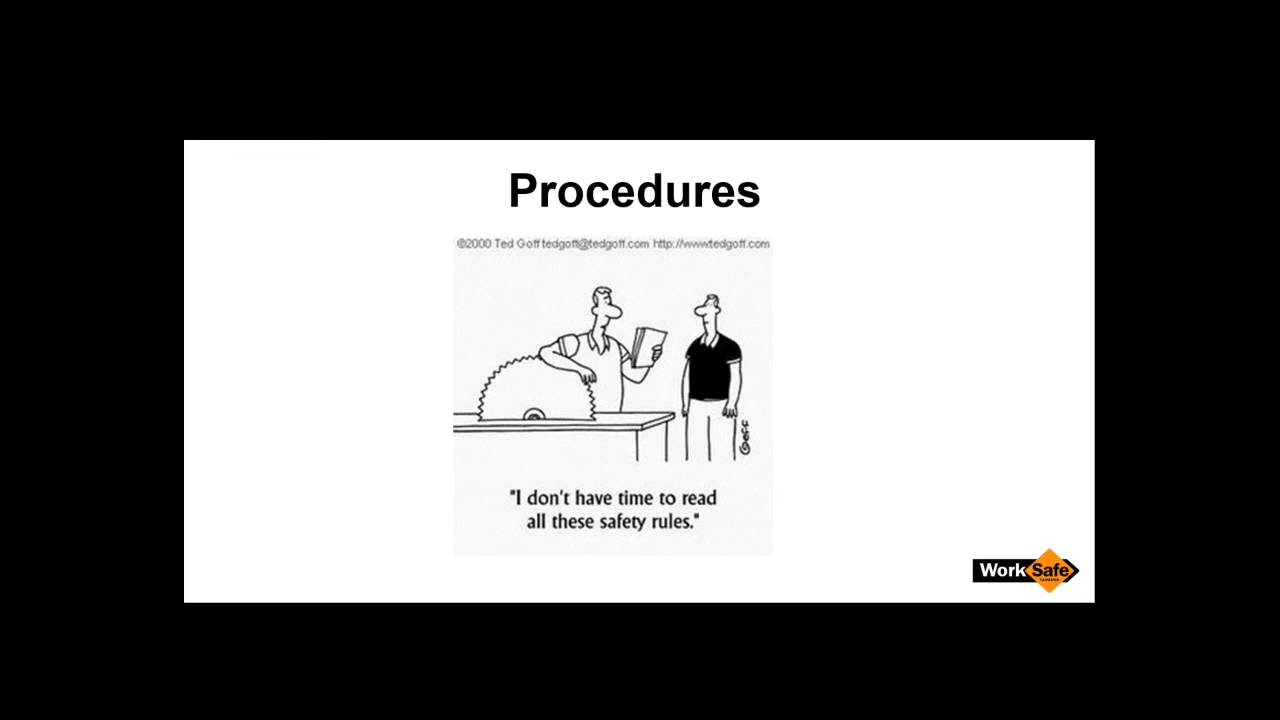 Procedures
©2000 Ted Goff tedgoff@tedgoff.com http://www.tedgoff.com
GOFF
"I don't have time to read
all these safety rules."
WorkSafe
TASMANIA